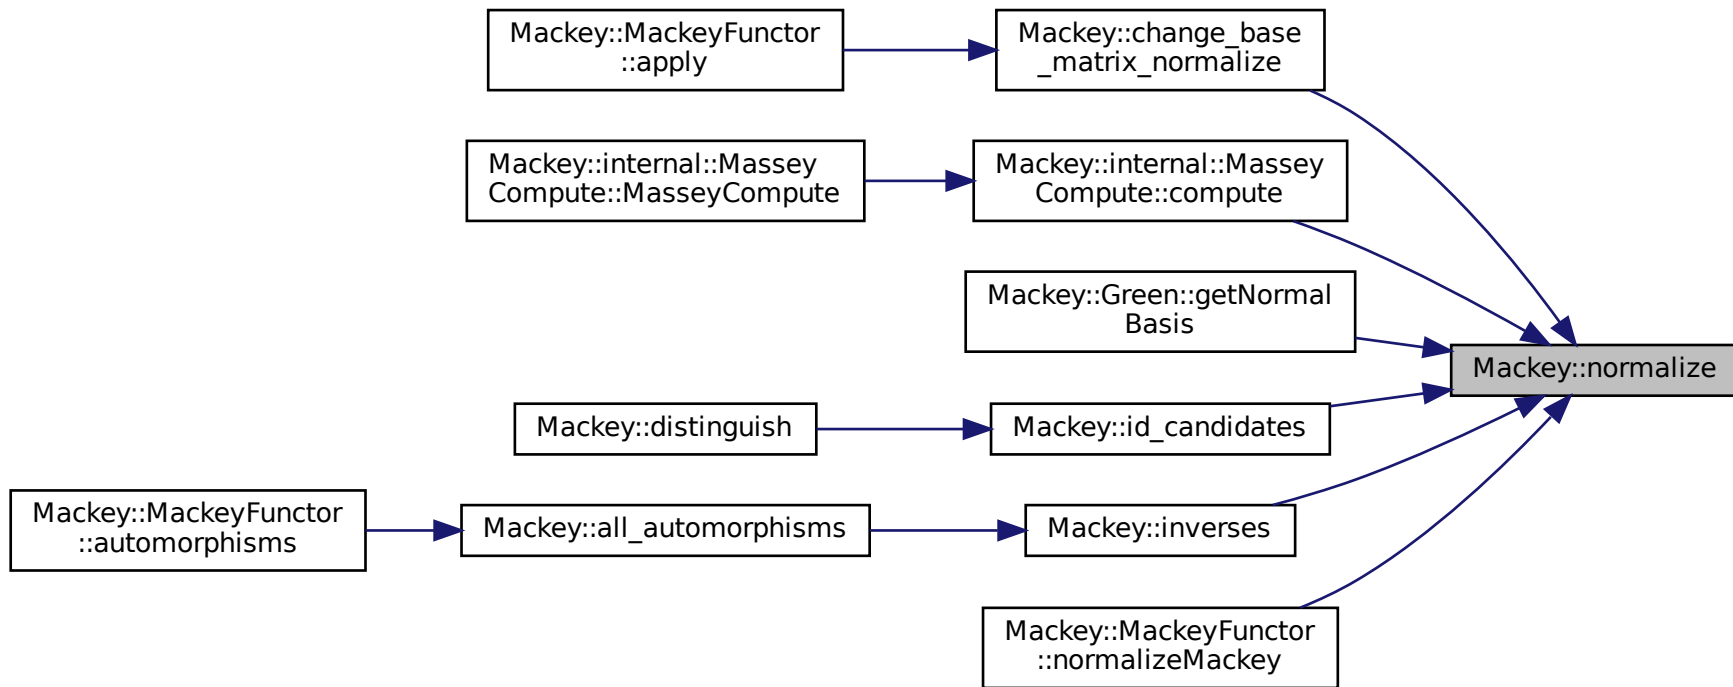 Mackey::MackeyFunctor
::apply
Mackey::change_base
_matrix_normalize
Mackey::internal::Massey
Compute::MasseyCompute
Mackey::internal::Massey
Compute::compute
Mackey::Green::getNormal
Basis
Mackey::normalize
Mackey::distinguish
Mackey::id_candidates
Mackey::MackeyFunctor
::automorphisms
Mackey::all_automorphisms
Mackey::inverses
Mackey::MackeyFunctor
::normalizeMackey